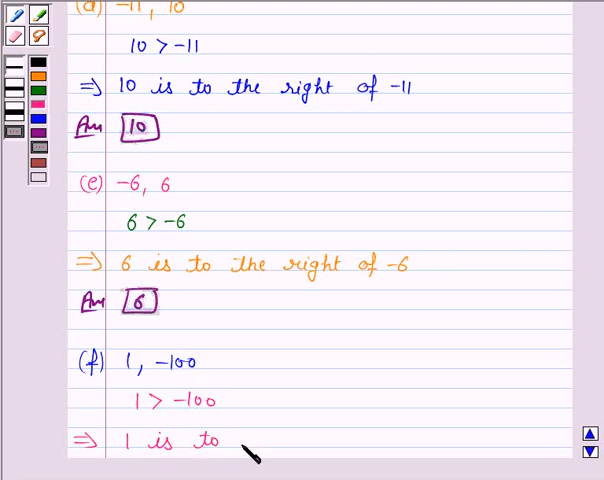 (d) -11, 10
10 > -11
⇒ 10 is to the right of -11
Ans 10
(e) -6, 6
6 > -6
⇒ 6 is to the right of -6
Ans 6
(f) 1, -100
1 > -100
⇒ 1 is to